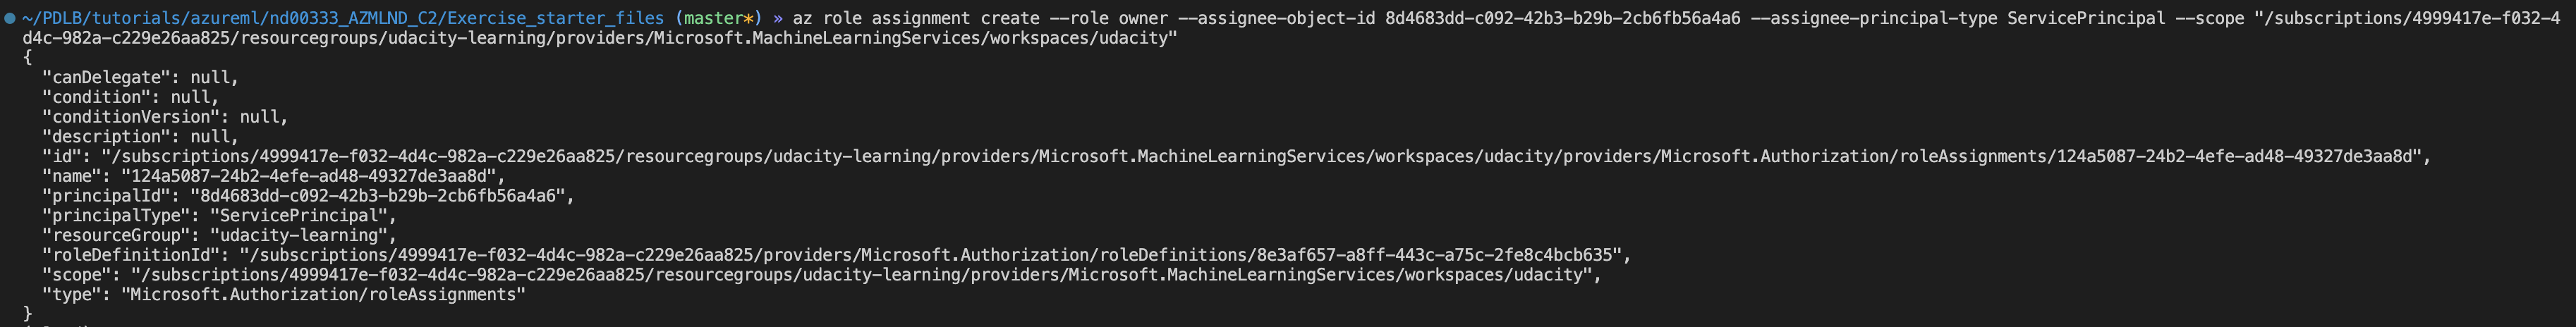 ~/PDLB/tutorials/azureml/nd00333_AZMLND_C2/Exercise_starter_files (master*) » az role assignment create --role owner --assignee-object-id 8d4683dd-c092-42b3-b29b-2cb6fb56a4a6 --assignee-principal-type ServicePrincipal --scope "/subscriptions/4999417e-f032-4
d4c-982a-c229e26aa825/resourcegroups/udacity-learning/providers/Microsoft.MachineLearningServices/workspaces/udacity"
{
  "canDelegate": null,
  "condition": null,
  "conditionVersion": null,
  "description": null,
  "id": "/subscriptions/4999417e-f032-4d4c-982a-c229e26aa825/resourcegroups/udacity-learning/providers/Microsoft.MachineLearningServices/workspaces/udacity/providers/Microsoft.Authorization/roleAssignments/124a5087-24b2-4efe-ad48-49327de3aa8d",
  "name": "124a5087-24b2-4efe-ad48-49327de3aa8d",
  "principalId": "8d4683dd-c092-42b3-b29b-2cb6fb56a4a6",
  "principalType": "ServicePrincipal",
  "resourceGroup": "udacity-learning",
  "roleDefinitionId": "/subscriptions/4999417e-f032-4d4c-982a-c229e26aa825/providers/Microsoft.Authorization/roleDefinitions/8e3af657-a8ff-443c-a75c-2fe8c4bcb635",
  "scope": "/subscriptions/4999417e-f032-4d4c-982a-c229e26aa825/resourcegroups/udacity-learning/providers/Microsoft.MachineLearningServices/workspaces/udacity",
  "type": "Microsoft.Authorization/roleAssignments"
}